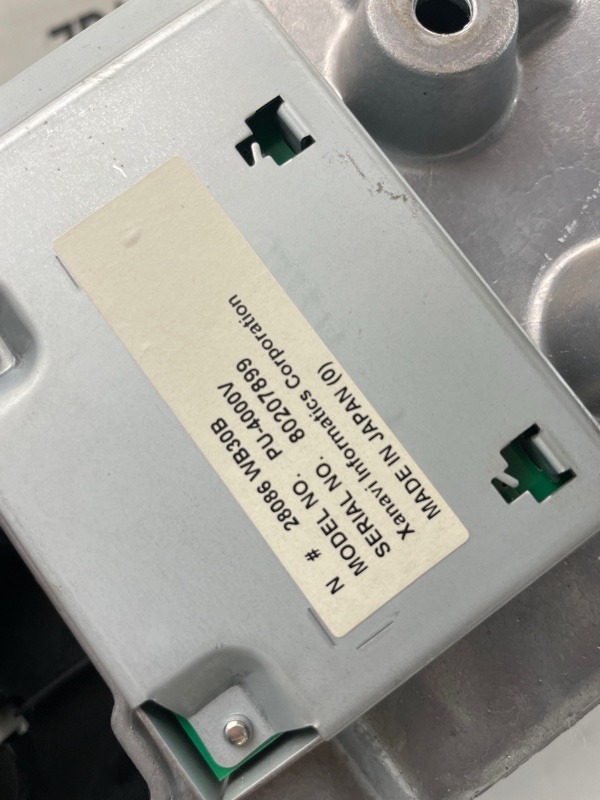 N # 28086 WB30B
MODEL NO. PU-4000V
SERIAL NO. 80207899
Xanavi Informatics Corporation
MADE IN JAPAN (0)